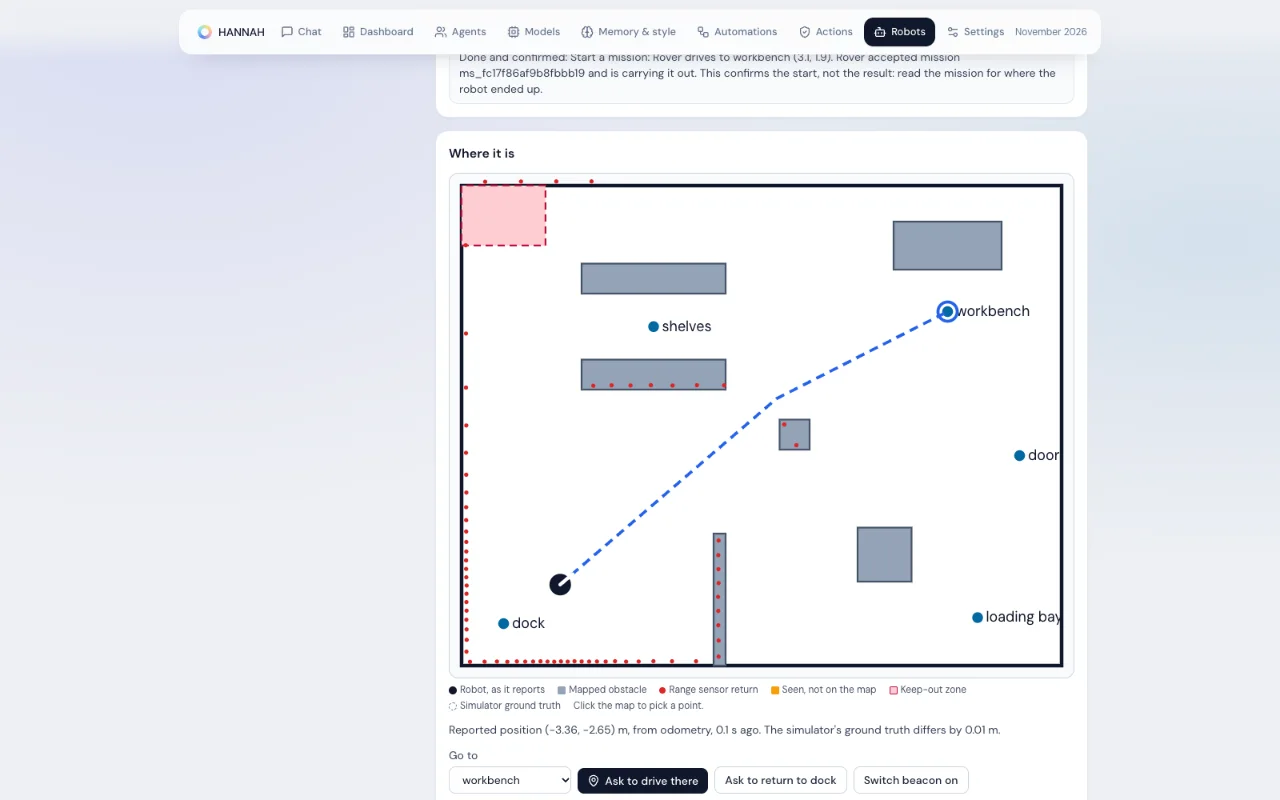 HANNAH Chat Dashboard Agents Models Memory & style Automations Actions Robots Settings November 2026
Done and confirmed: Start a mission: Rover drives to workbench (3.1, 1.9). Rover accepted mission
ms_fc17f86af9b8fbbb19 and is carrying it out. This confirms the start, not the result: read the mission for where the
robot ended up.
Where it is
workbench
shelves
door
loading bay
dock
Robot, as it reports Mapped obstacle Range sensor return Seen, not on the map Keep-out zone
Simulator ground truth Click the map to pick a point.
Reported position (−3.36, −2.65) m, from odometry, 0.1 s ago. The simulator's ground truth differs by 0.01 m.
Go to
workbench Ask to drive there Ask to return to dock Switch beacon on